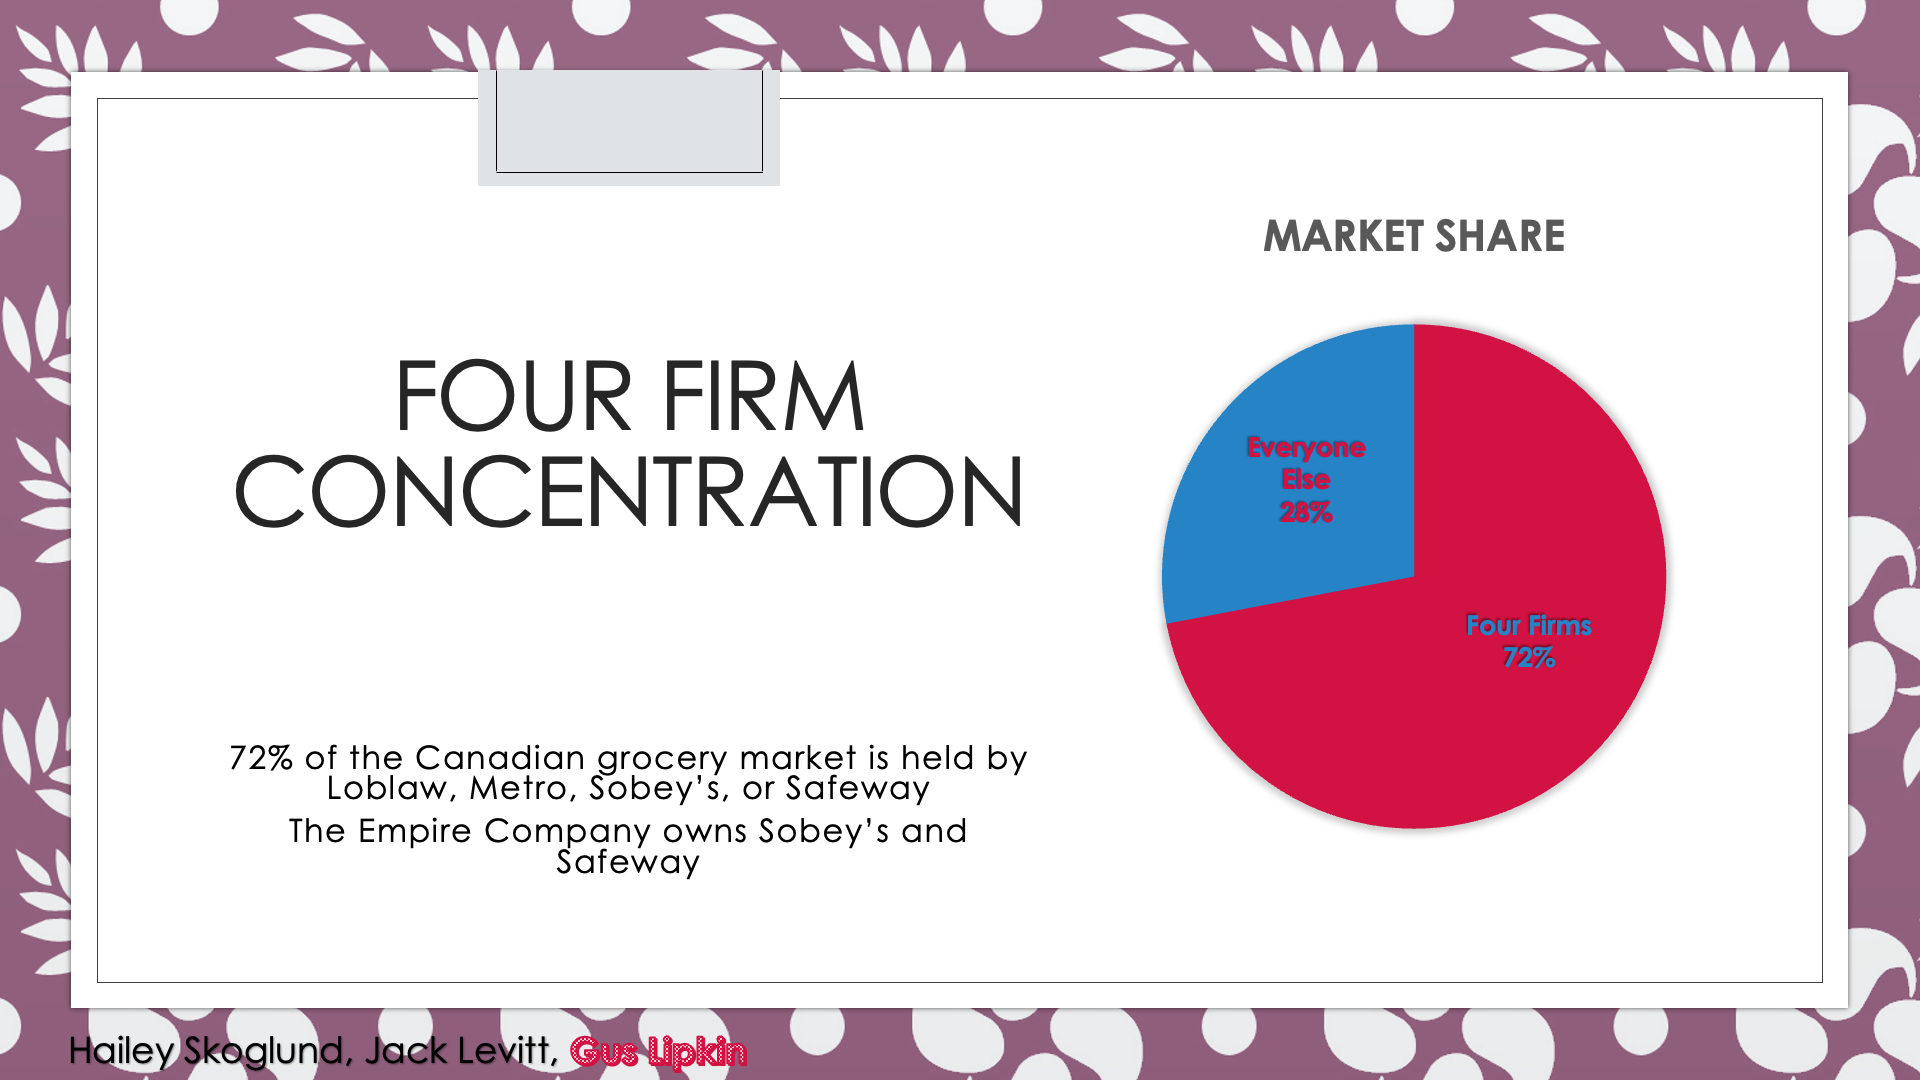 FOUR FIRM
CONCENTRATION
72% of the Canadian grocery market is held by
Loblaw, Metro, Sobey’s, or Safeway
The Empire Company owns Sobey’s and
Safeway
MARKET SHARE
Everyone
Else
28%
Four Firms
72%
Hailey Skoglund, Jack Levitt, Gus Lipkin